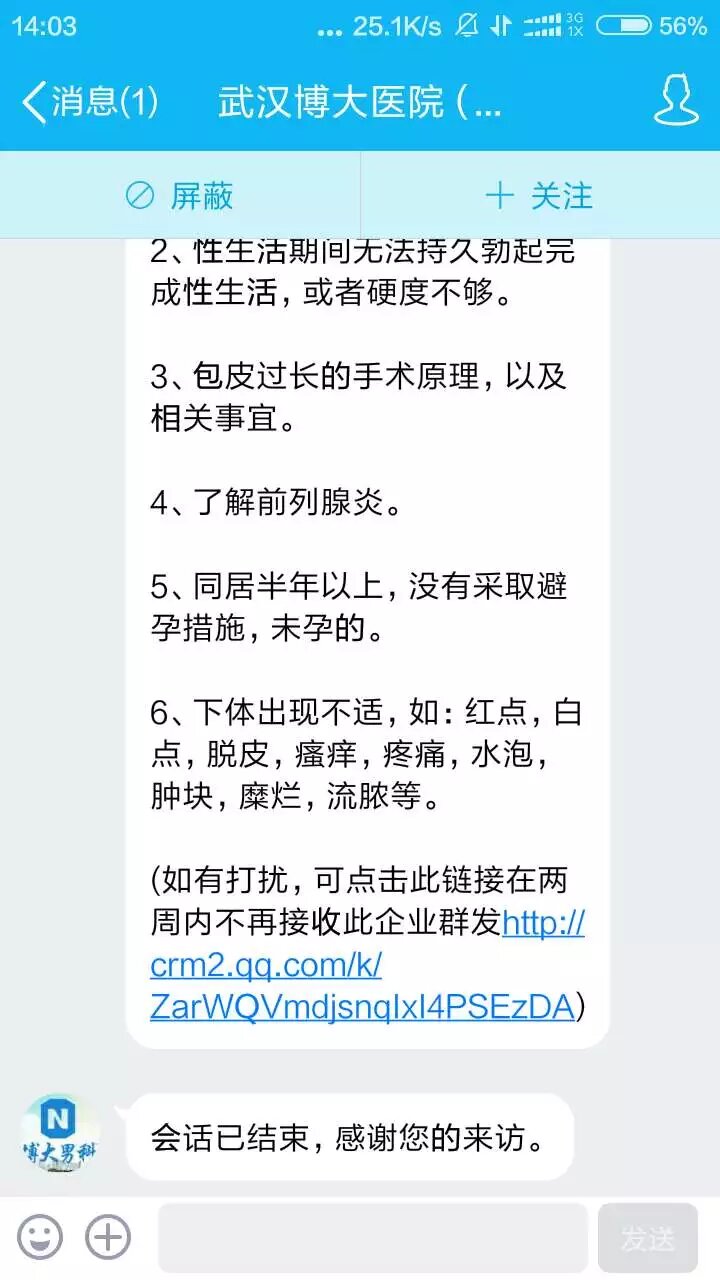 14:03 ... 25.1K/s 3G 1X 56%
消息(1) 武汉博大医院（...
屏蔽 关注
2、性生活期间无法持久勃起完
成性生活，或者硬度不够。
3、包皮过长的手术原理，以及
相关事宜。
4、了解前列腺炎。
5、同居半年以上，没有采取避
孕措施，未孕的。
6、下体出现不适，如：红点，白
点，脱皮，瘙痒，疼痛，水泡，
肿块，糜烂，流脓等。
(如有打扰，可点击此链接在两
周内不再接收此企业群发http://
crm2.qq.com/k/
ZarWQVmdjsnqIxI4PSEzDA)
N
博大男科
会话已结束，感谢您的来访。
发送